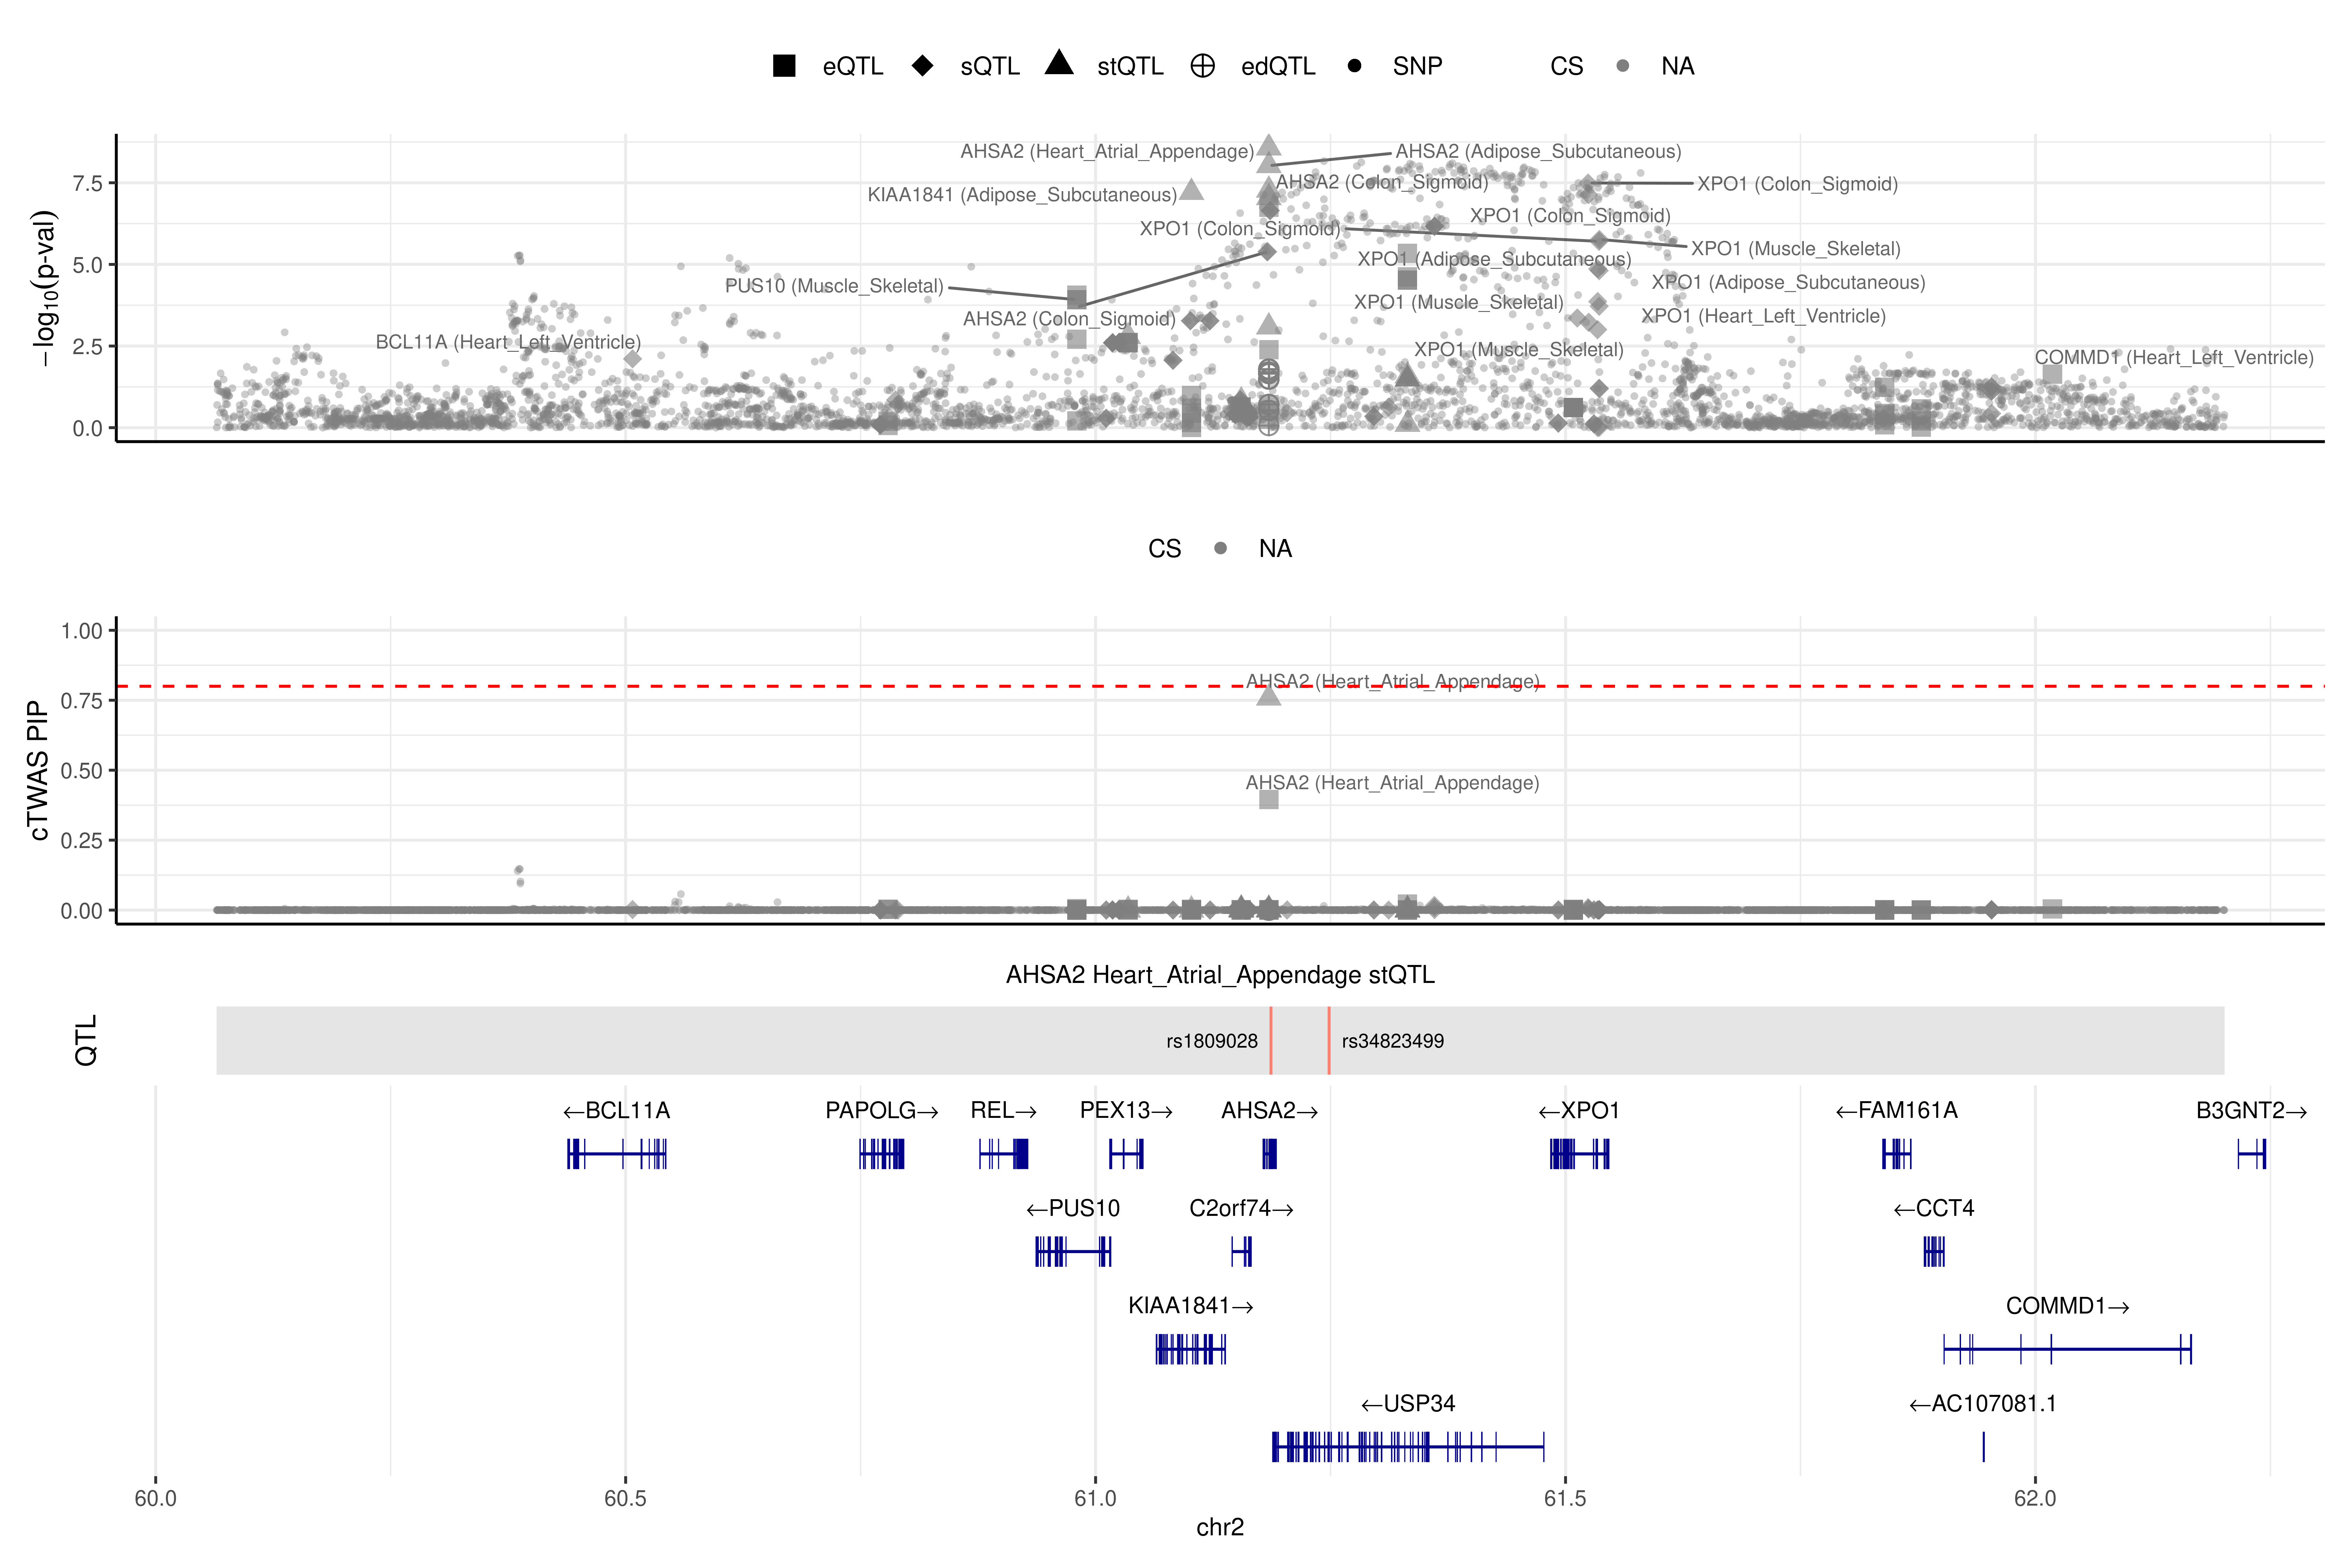 eQTL sQTL stQTL edQTL SNP CS NA
−log10(p-val)
7.5
5.0
2.5
0.0
AHSA2 (Heart_Atrial_Appendage)
AHSA2 (Adipose_Subcutaneous)
KIAA1841 (Adipose_Subcutaneous)
AHSA2 (Colon_Sigmoid)
XPO1 (Colon_Sigmoid)
XPO1 (Colon_Sigmoid)
XPO1 (Colon_Sigmoid)
XPO1 (Muscle_Skeletal)
XPO1 (Adipose_Subcutaneous)
PUS10 (Muscle_Skeletal)
XPO1 (Adipose_Subcutaneous)
XPO1 (Muscle_Skeletal)
AHSA2 (Colon_Sigmoid)
XPO1 (Heart_Left_Ventricle)
BCL11A (Heart_Left_Ventricle)
XPO1 (Muscle_Skeletal)
COMMD1 (Heart_Left_Ventricle)
CS NA
cTWAS PIP
1.00
0.75
0.50
0.25
0.00
AHSA2 (Heart_Atrial_Appendage)
AHSA2 (Heart_Atrial_Appendage)
AHSA2 Heart_Atrial_Appendage stQTL
QTL
rs1809028 rs34823499
←BCL11A PAPOLG→ REL→ PEX13→ AHSA2→ ←XPO1 ←FAM161A B3GNT2→
←PUS10 C2orf74→ ←CCT4
KIAA1841→ COMMD1→
←USP34 ←AC107081.1
60.0 60.5 61.0 61.5 62.0
chr2